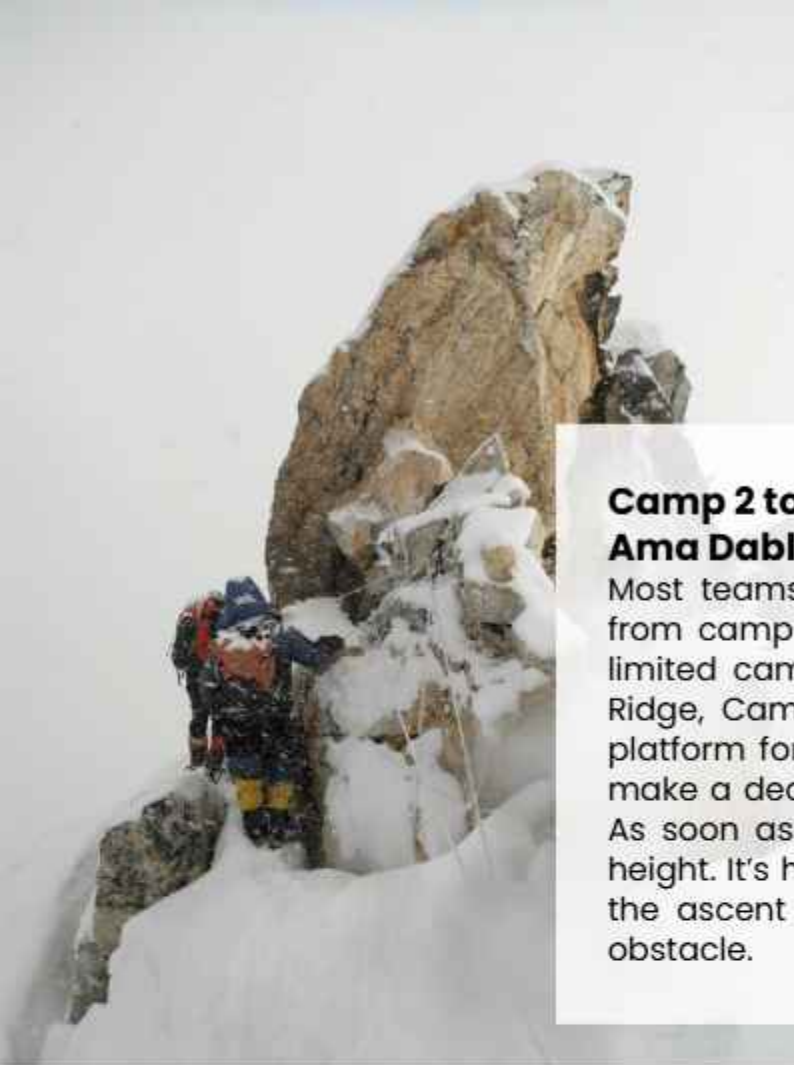 Camp 2 to
Ama Dabl
Most teams
from camp
limited cam
Ridge, Cam
platform for
make a dec
As soon as
height. It's h
the ascent
obstacle.